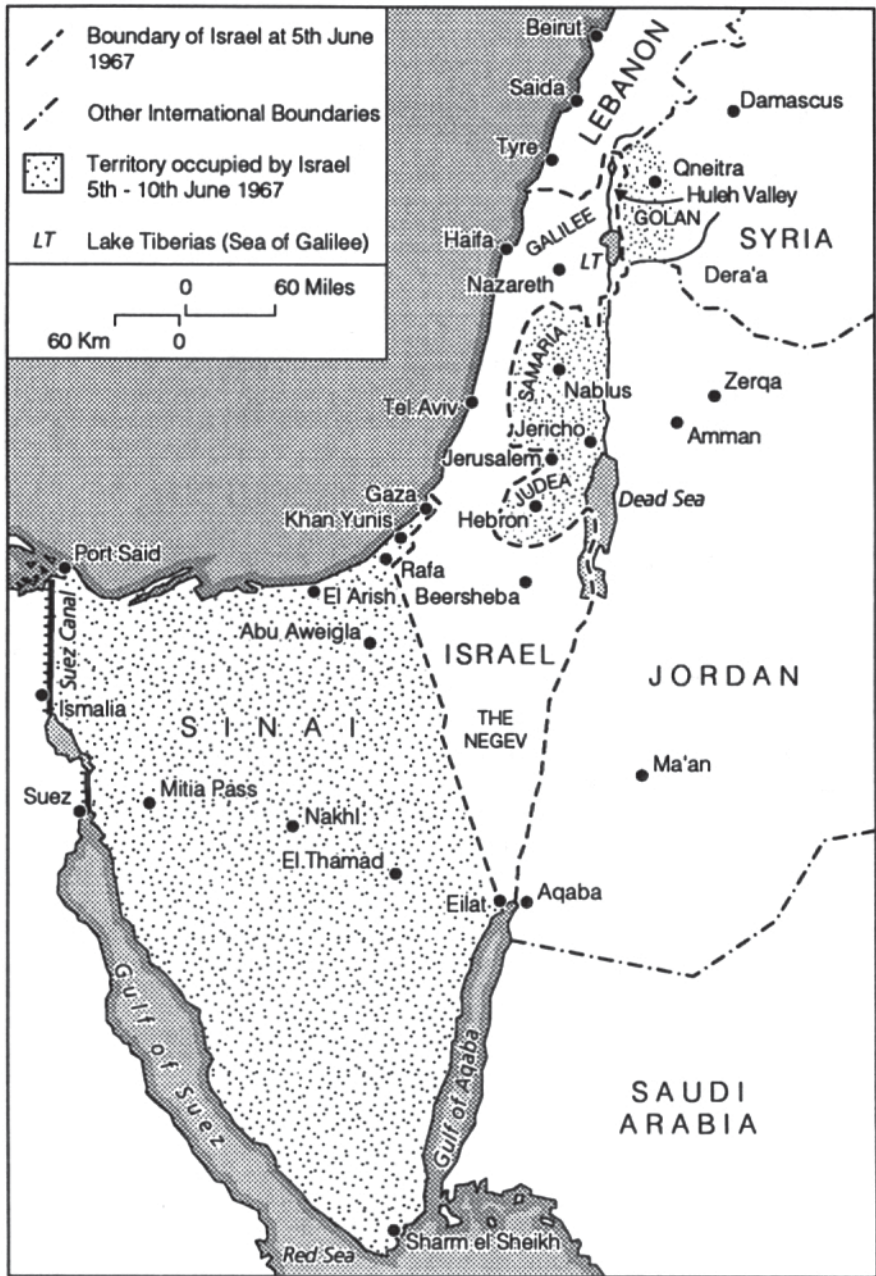 Boundary of Israel at 5th June
1967
Other International Boundaries
Territory occupied by Israel
5th - 10th June 1967
LT Lake Tiberias (Sea of Galilee)
0 60 Miles
60 Km 0
Beirut
LEBANON
Saida
Damascus
Tyre
Qneitra
Huleh Valley
GOLAN
GALILEE
SYRIA
Haifa
LT
Nazareth
Dera'a
SAMARIA
Nablus
Zerqa
Tel Aviv
Jericho
Amman
Jerusalem
JUDEA
Gaza
Dead Sea
Khan Yunis
Hebron
Port Said
Rafa
El Arish
Beersheba
Suez Canal
Abu Aweigla
ISRAEL
JORDAN
Ismalia
SINAI
THE
NEGEV
Ma'an
Mitia Pass
Suez
Nakhl
El Thamad
Eilat
Aqaba
Gulf of Suez
Gulf of Aqaba
SAUDI
ARABIA
Sharm el Sheikh
Red Sea